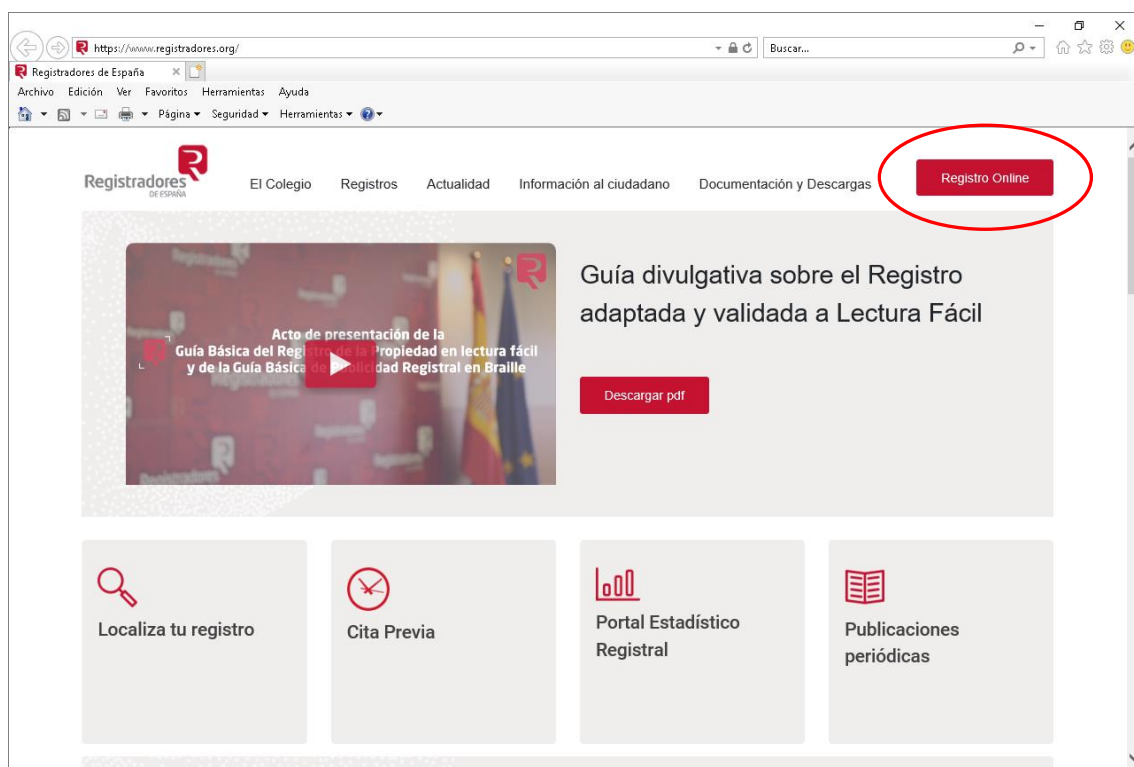 https://www.registradores.org/
Buscar...
Registradores de España
Archivo Edición Ver Favoritos Herramientas Ayuda
Página Seguridad Herramientas
Registradores
DE ESPAÑA
El Colegio Registros Actualidad Información al ciudadano Documentación y Descargas
Registro Online
Acto de presentación de la
Guía Básica del Registro de la Propiedad en lectura fácil
y de la Guía Básica de Publicidad Registral en Braille
Guía divulgativa sobre el Registro
adaptada y validada a Lectura Fácil
Descargar pdf
Localiza tu registro
Cita Previa
Portal Estadístico
Registral
Publicaciones
periódicas